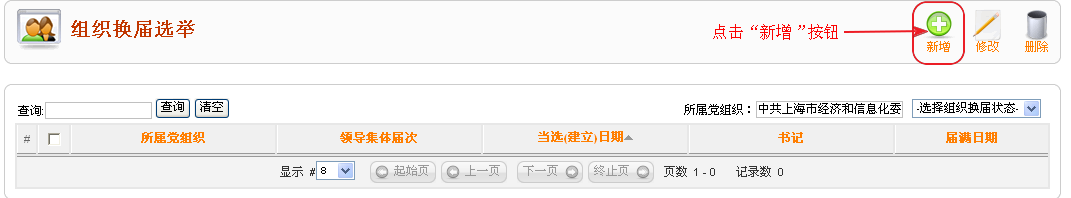 组织换届选举
点击“新增”按钮
新增 修改 删除
查询: 查询 清空 所属党组织： 中共上海市经济和信息化委 -选择组织换届状态-
# 所属党组织 领导集体届次 当选(建立)日期 书记 届满日期
显示 # 8 起始页 上一页 下一页 终止页 页数 1 - 0 记录数 0